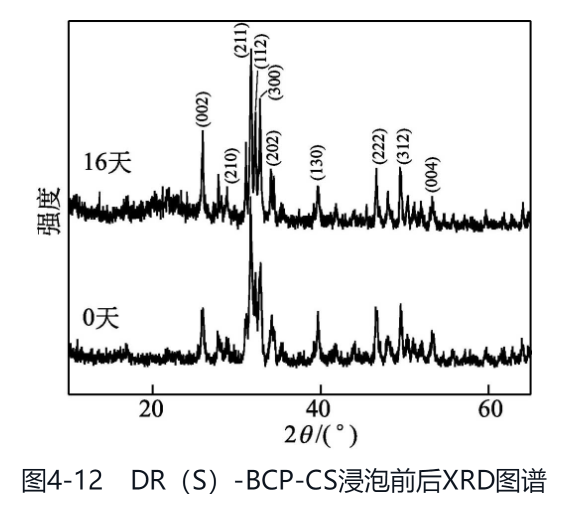 (211)
(112)
(300)
(002)
(210)
(202)
(130)
(222)
(312)
(004)
16天
0天
强度
20 40 60
2θ/(°)
图4-12 DR（S）-BCP-CS浸泡前后XRD图谱